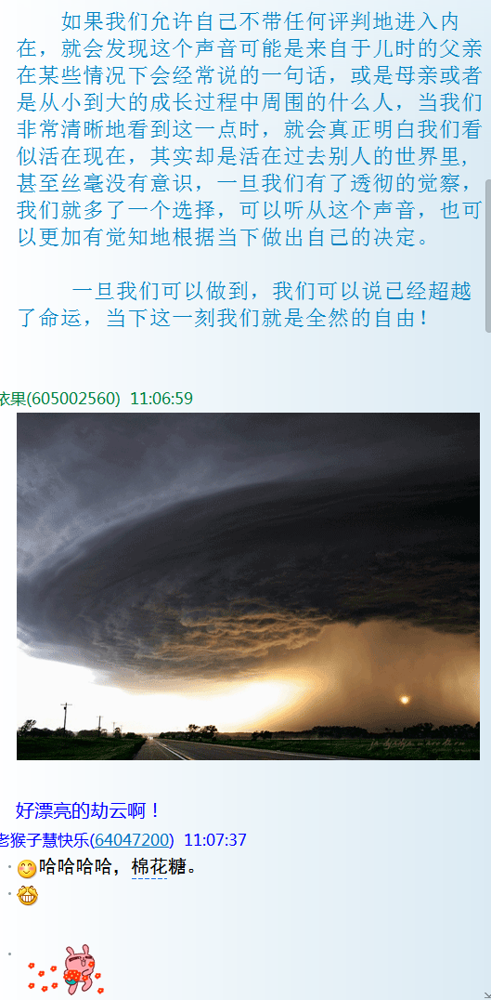 如果我们允许自己不带任何评判地进入内
在，就会发现这个声音可能是来自于儿时的父亲
在某些情况下会经常说的一句话，或是母亲或者
是从小到大的成长过程中周围的什么人，当我们
非常清晰地看到这一点时，就会真正明白我们看
似活在现在，其实却是活在过去别人的世界里，
甚至丝毫没有意识，一旦我们有了透彻的觉察，
我们就多了一个选择，可以听从这个声音，也可
以更加有觉知地根据当下做出自己的决定。
一旦我们可以做到，我们可以说已经超越
了命运，当下这一刻我们就是全然的自由！
依果(605002560) 11:06:59
好漂亮的劫云啊！
老猴子慧快乐(64047200) 11:07:37
哈哈哈哈，棉花糖。